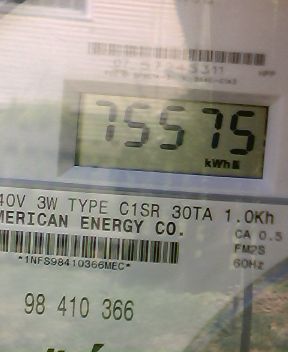 75575
kWh
40V 3W TYPE C1SR 30TA 1.0Kh
MERICAN ENERGY CO.
CA 0.5
FM2S
60Hz
*1NFS98410366MEC*
98 410 366